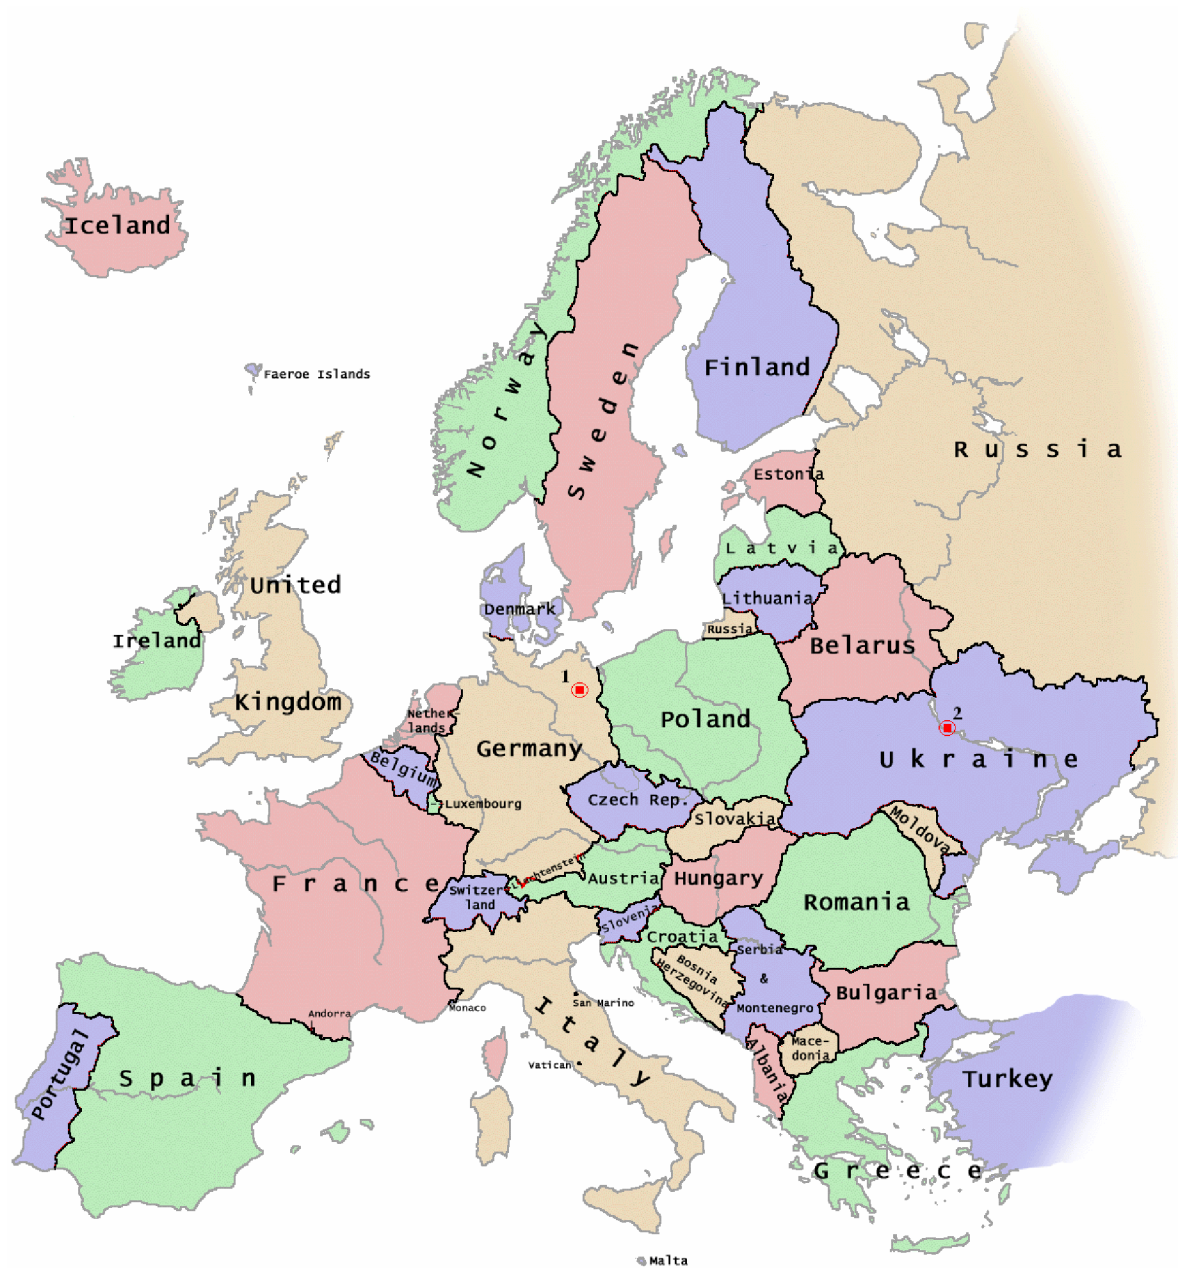 Iceland
Faeroe Islands
Norway
Sweden
Finland
Russia
Estonia
Latvia
Lithuania
Russia
Belarus
United
Kingdom
Ireland
Denmark
1
2
Nether-
lands
Belgium
Luxembourg
Germany
Poland
Ukraine
Czech Rep.
Slovakia
Moldova
Liechtenstein
France
Switzer-
land
Austria
Hungary
Romania
Slovenia
Croatia
Bosnia
Herzegovina
Serbia
&
Montenegro
Bulgaria
Monaco
San Marino
Italy
Andorra
Vatican
Portugal
Spain
Albania
Mace-
donia
Turkey
Greece
Malta